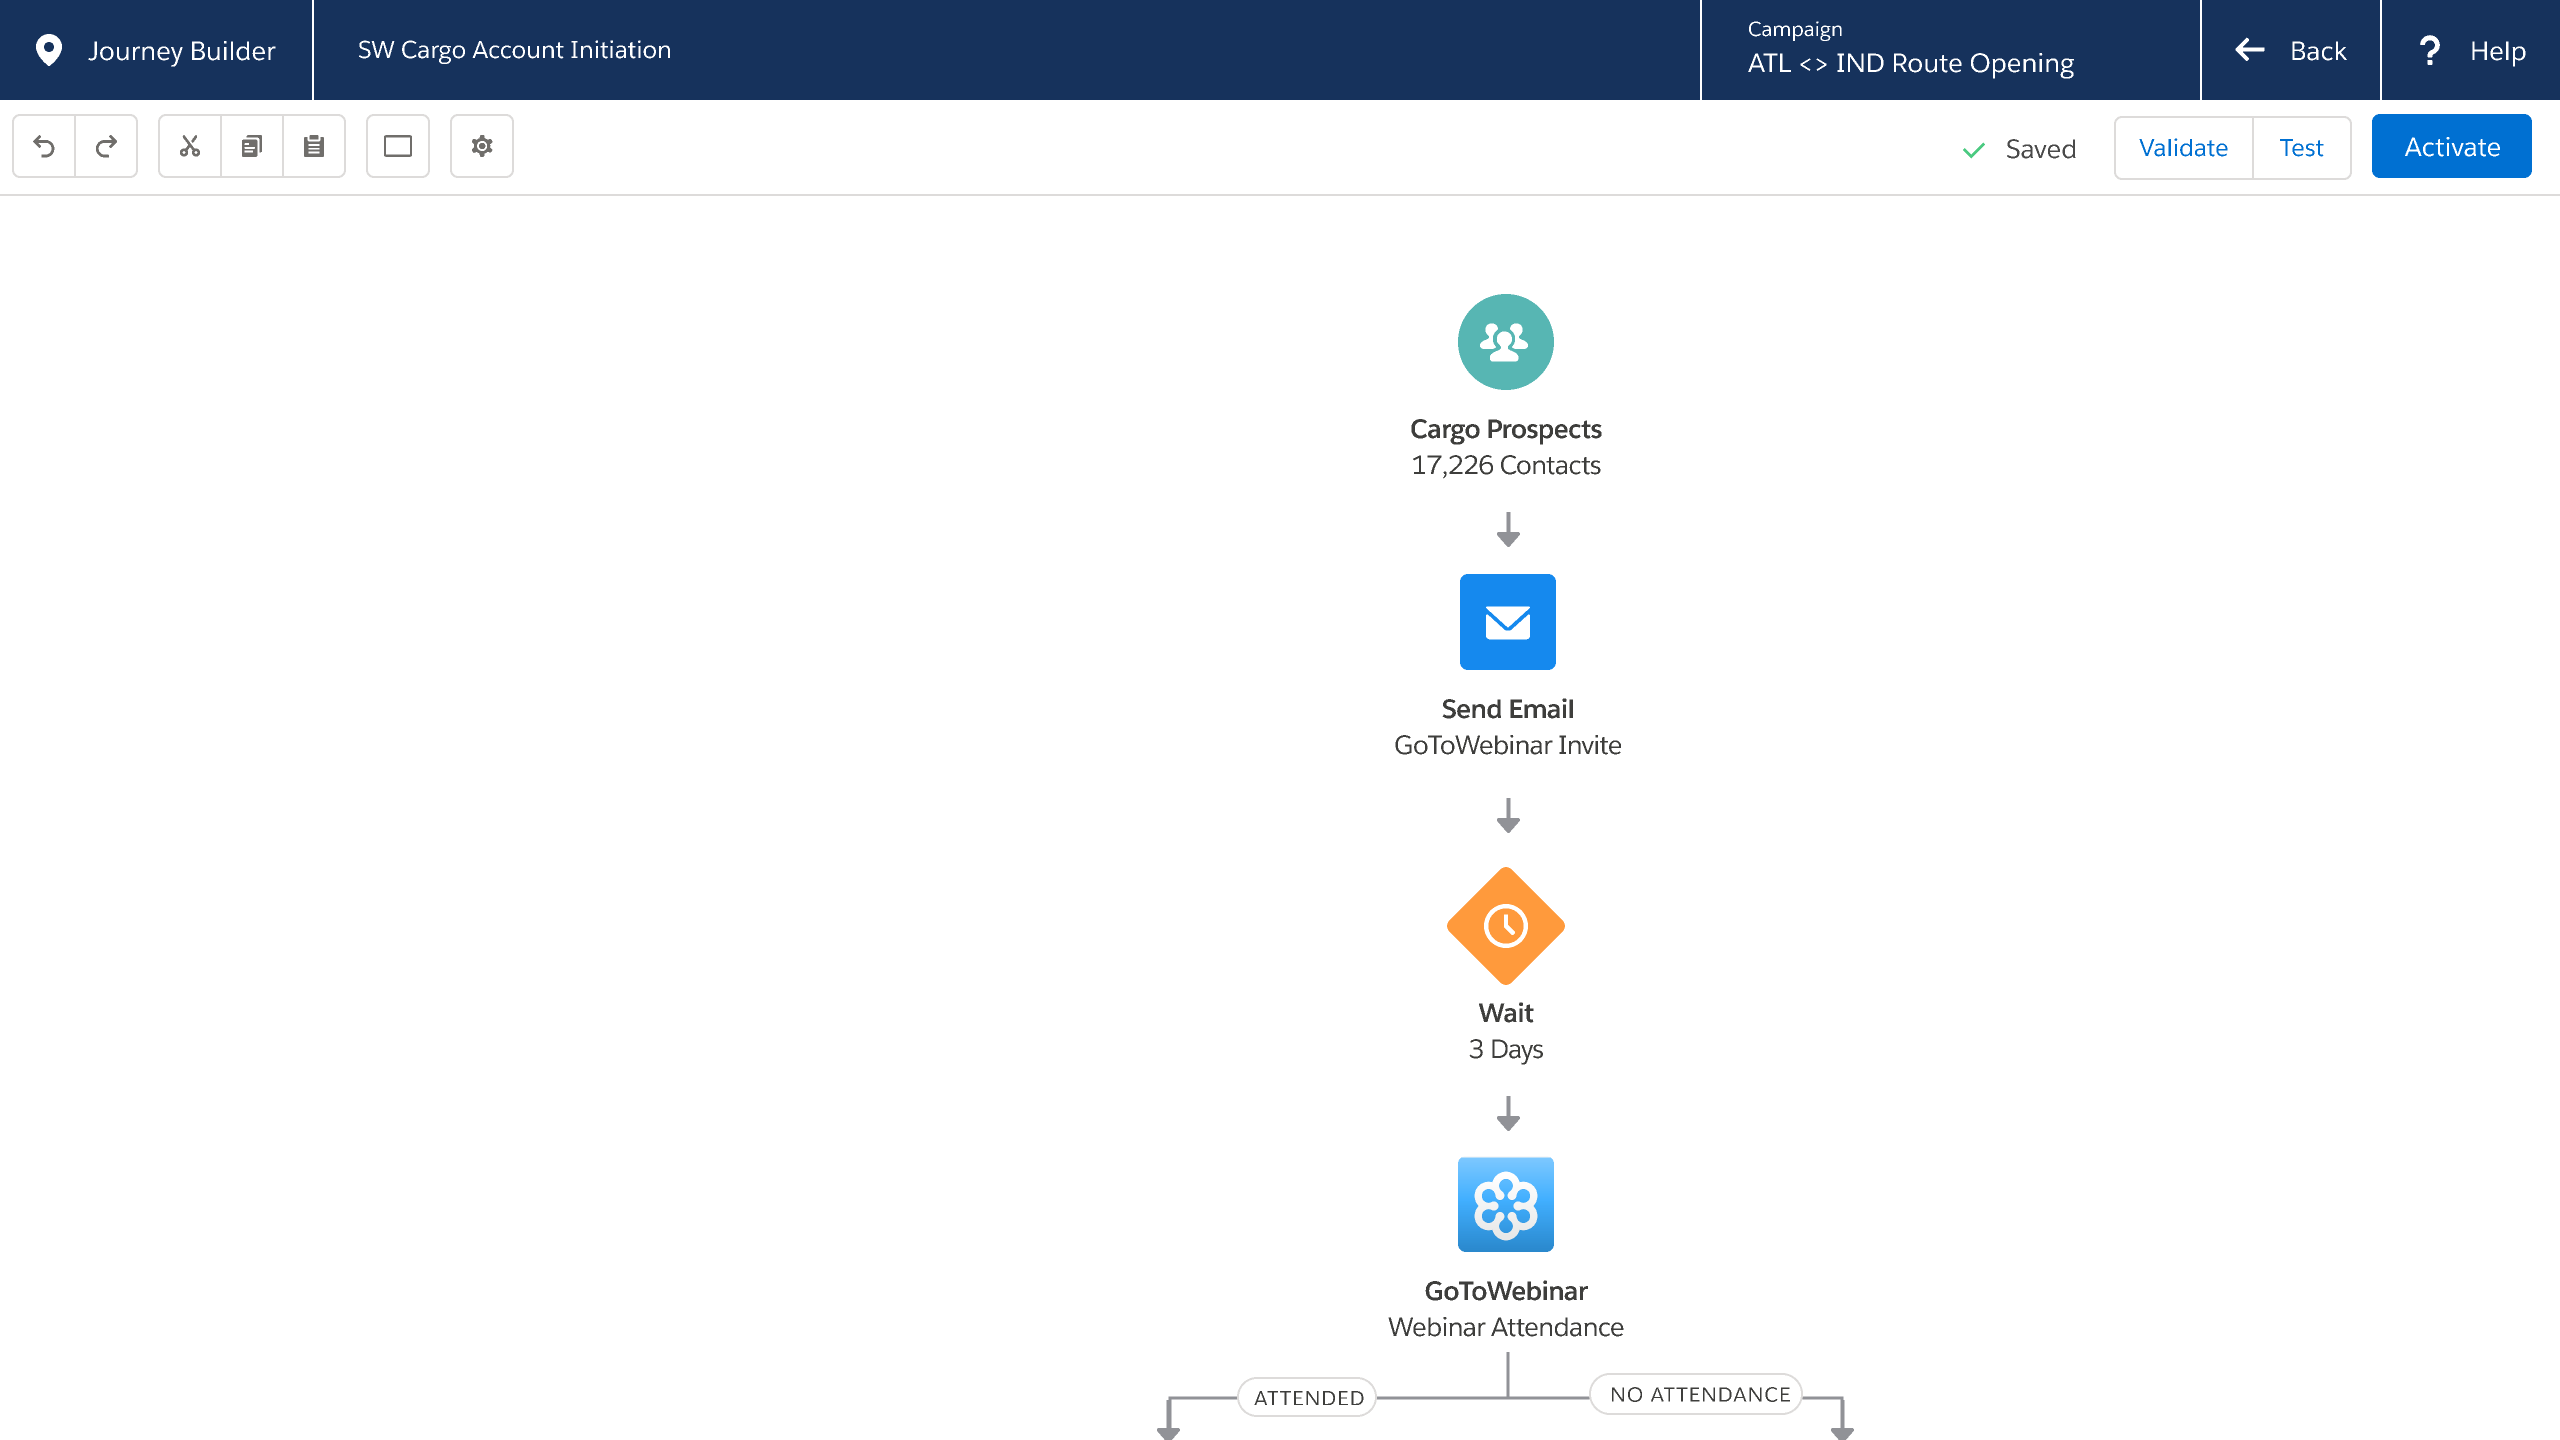 Journey Builder
SW Cargo Account Initiation
Campaign
ATL <> IND Route Opening
Back
Help
Saved
Validate
Test
Activate
Cargo Prospects
17,226 Contacts
Send Email
GoToWebinar Invite
Wait
3 Days
GoToWebinar
Webinar Attendance
ATTENDED
NO ATTENDANCE